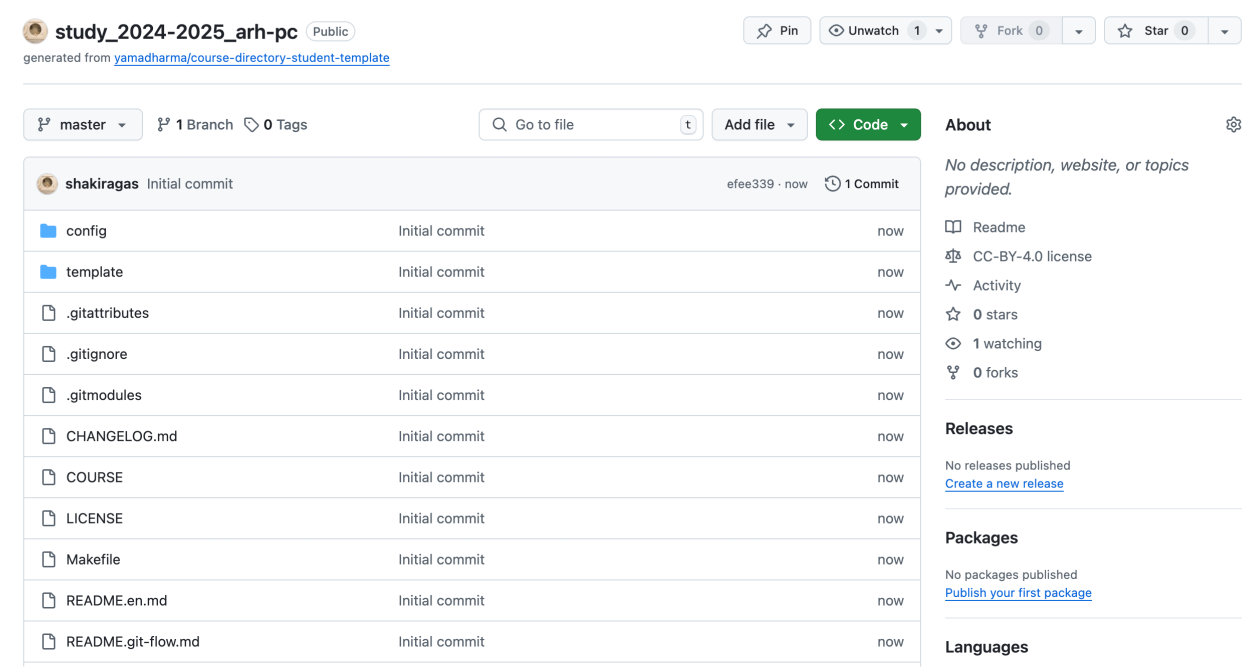 study_2024-2025_arh-pc Public Pin Unwatch 1 Fork 0 Star 0
generated from yamadharma/course-directory-student-template
master 1 Branch 0 Tags Go to file t Add file Code
shakiragas Initial commit efee339 · now 1 Commit
config Initial commit now
template Initial commit now
.gitattributes Initial commit now
.gitignore Initial commit now
.gitmodules Initial commit now
CHANGELOG.md Initial commit now
COURSE Initial commit now
LICENSE Initial commit now
Makefile Initial commit now
README.en.md Initial commit now
README.git-flow.md Initial commit now
About
No description, website, or topics
provided.
Readme
CC-BY-4.0 license
Activity
0 stars
1 watching
0 forks
Releases
No releases published
Create a new release
Packages
No packages published
Publish your first package
Languages